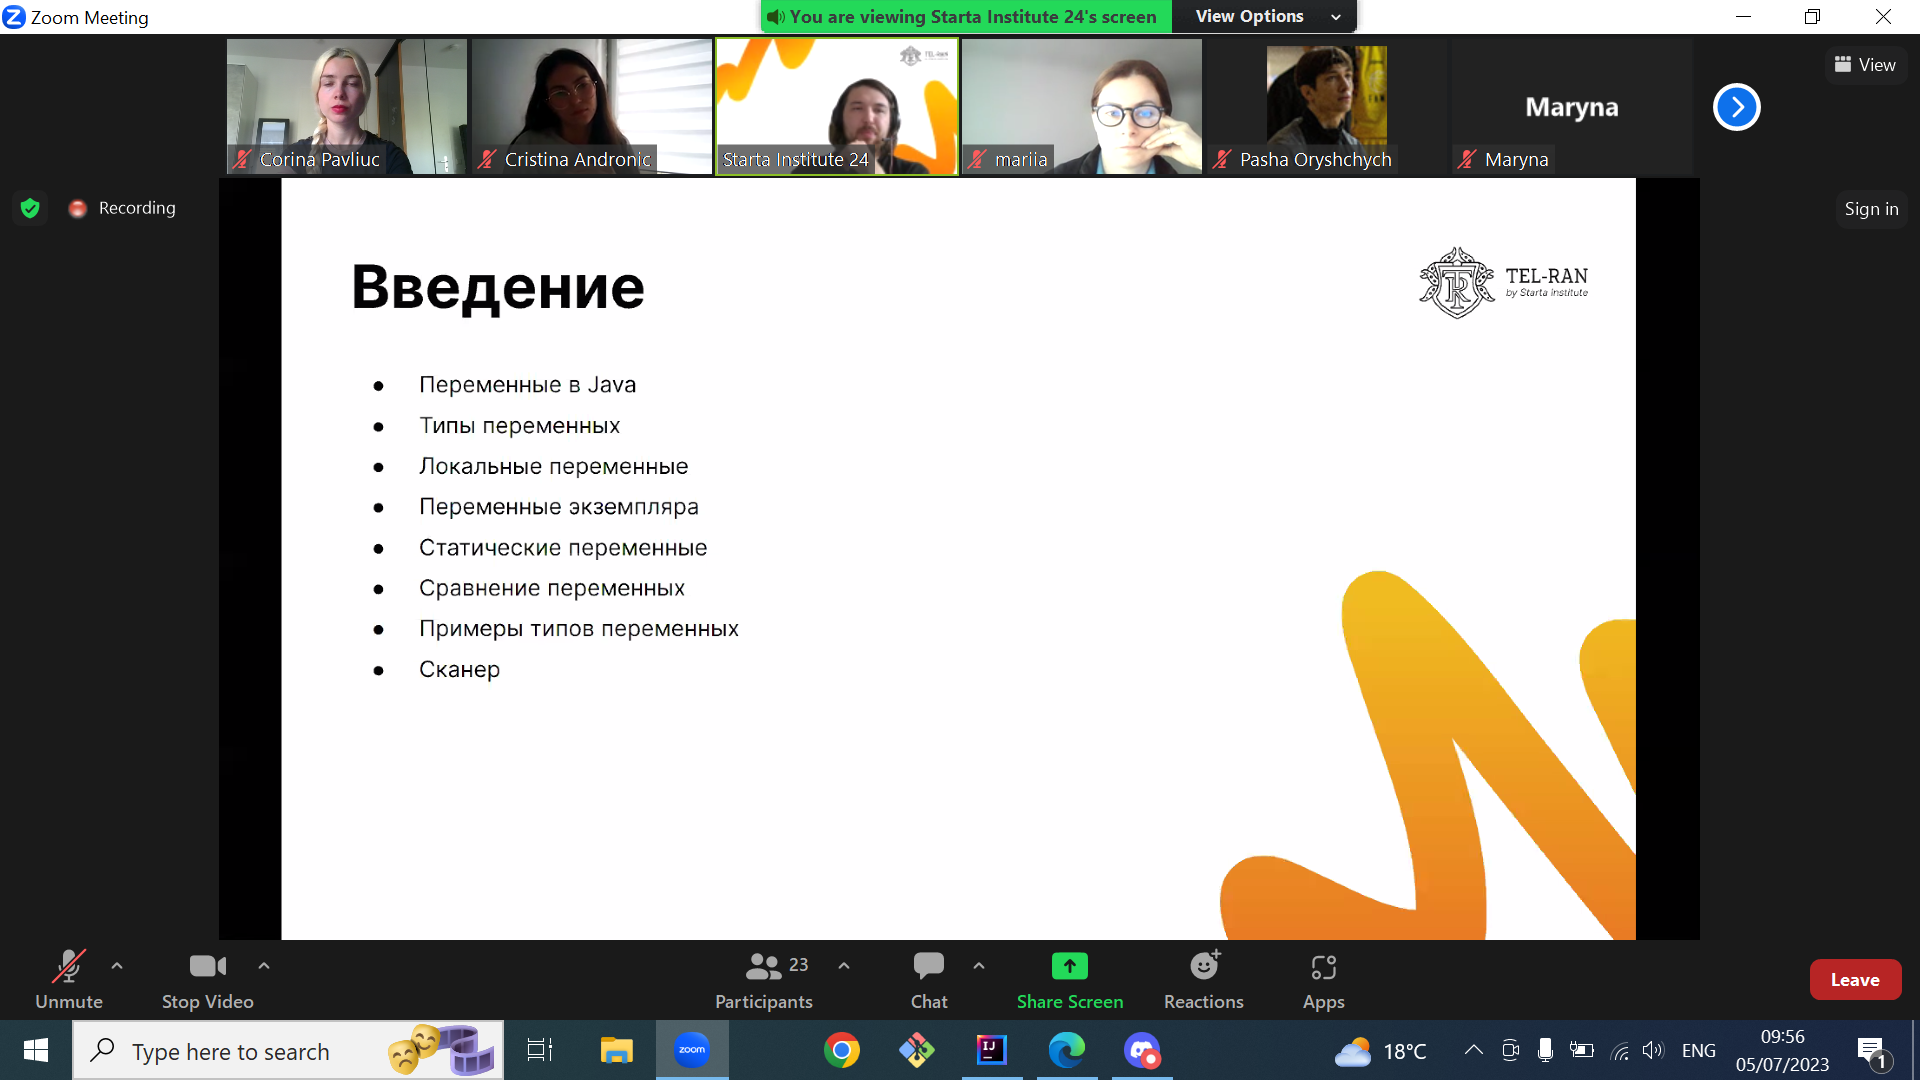 Zoom Meeting
You are viewing Starta Institute 24's screen
View Options
Corina Pavliuc
Cristina Andronic
Starta Institute 24
mariia
Pasha Oryshchych
Maryna
Maryna
View
Recording
Sign in
Введение
TEL-RAN
by Starta Institute
● Переменные в Java
● Типы переменных
● Локальные переменные
● Переменные экземпляра
● Статические переменные
● Сравнение переменных
● Примеры типов переменных
● Сканер
Unmute
Stop Video
23
Participants
Chat
Share Screen
Reactions
Apps
Leave
Type here to search
zoom
IJ
18°C
ENG
09:56
05/07/2023
1